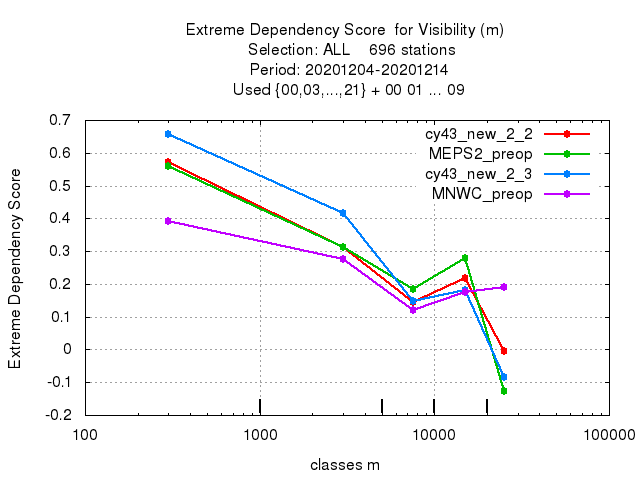 Extreme Dependency Score  for Visibility (m)
Selection: ALL    696 stations
Period: 20201204-20201214
Used {00,03,...,21} + 00 01 ... 09
0.7
0.6
0.5
0.4
0.3
0.2
0.1
0
-0.1
-0.2
Extreme Dependency Score
cy43_new_2_2
MEPS2_preop
cy43_new_2_3
MNWC_preop
100 1000 10000 100000
classes m